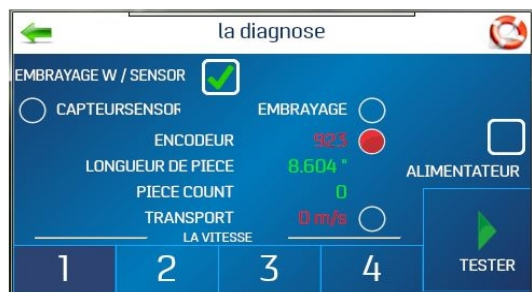 la diagnose
EMBRAYAGE W / SENSOR
CAPTEURSENSOR EMBRAYAGE
ENCODEUR 923
LONGUEUR DE PIECE 8.604 "
ALIMENTATEUR
PIECE COUNT 0
TRANSPORT 0 m/s
LA VITESSE
1 2 3 4 TESTER